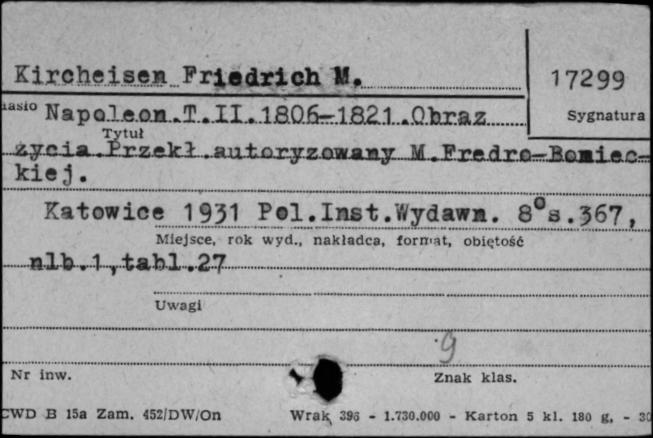 Kircheisen Friedrich M.
17299
Napoleon.T.II.1806-1821.Obraz
Sygnatura
Tytuł
życia.Przekł.autoryzowany M.Fredro-Boniec-
kiej.
Katowice 1931 Pol.Inst.Wydawn. 8°s.367,
Miejsce, rok wyd., nakładca, format, objętość
nlb.1,tabl.27
Uwagi
9
Nr inw.
Znak klas.
CWD B 15a Zam. 452/DW/On Wrak 396 - 1.730.000 - Karton 5 kl. 180 g, - 30